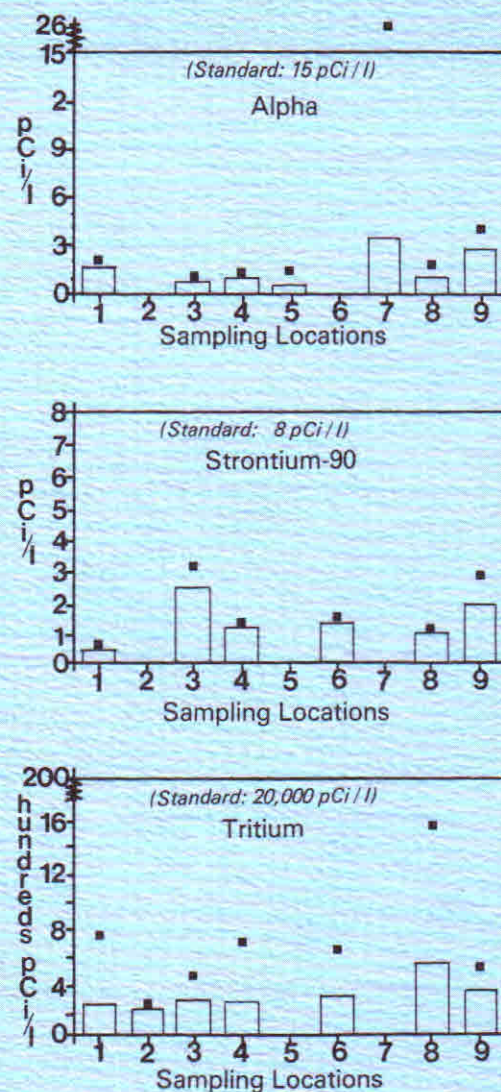 26
15
(Standard: 15 pCi / l)
Alpha
2
9
6
3
0
pCi/l
1 2 3 4 5 6 7 8 9
Sampling Locations
8
(Standard: 8 pCi / l)
Strontium-90
7
6
5
4
3
2
1
0
pCi/l
1 2 3 4 5 6 7 8 9
Sampling Locations
200
(Standard: 20,000 pCi / l)
Tritium
16
12
8
4
0
hundreds pCi/l
1 2 3 4 5 6 7 8 9
Sampling Locations